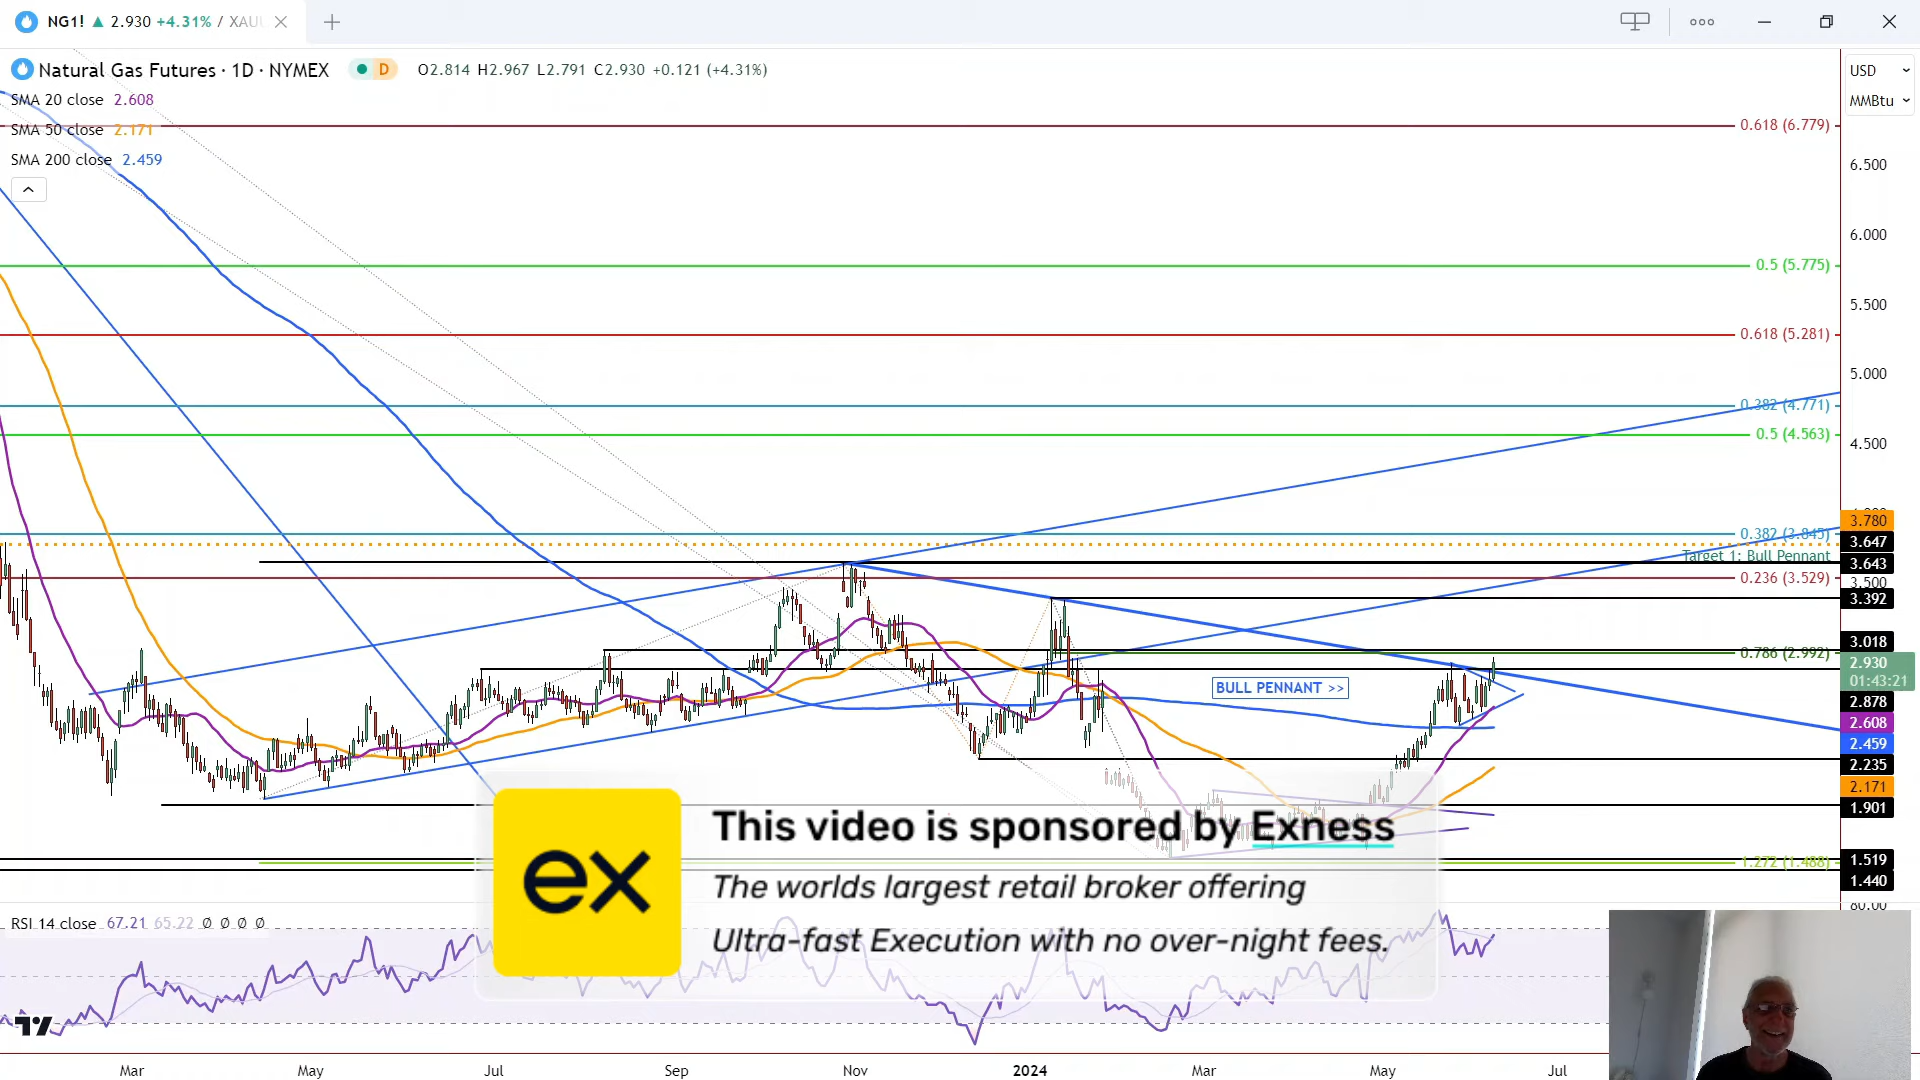 NG1! ▲ 2.930 +4.31% / XAU
Natural Gas Futures · 1D · NYMEX D O2.814 H2.967 L2.791 C2.930 +0.121 (+4.31%)
SMA 20 close 2.608
SMA 50 close 2.171
SMA 200 close 2.459
USD
MMBtu
0.618 (6.779)
6.500
6.000
0.5 (5.775)
5.500
0.618 (5.281)
5.000
0.382 (4.771)
0.5 (4.563)
4.500
3.780
0.382 (3.845)
3.647
Target 1: Bull Pennant
3.643
0.236 (3.529)
3.500
3.392
3.018
0.786 (2.992)
2.930
01:43:21
BULL PENNANT >>
2.878
2.608
2.459
2.235
2.171
1.901
1.272 (1.488)
1.519
1.440
80.00
ex
This video is sponsored by Exness
The worlds largest retail broker offering
Ultra-fast Execution with no over-night fees.
RSI 14 close 67.21 65.22 ∅ ∅ ∅ ∅
Mar May Jul Sep Nov 2024 Mar May Jul